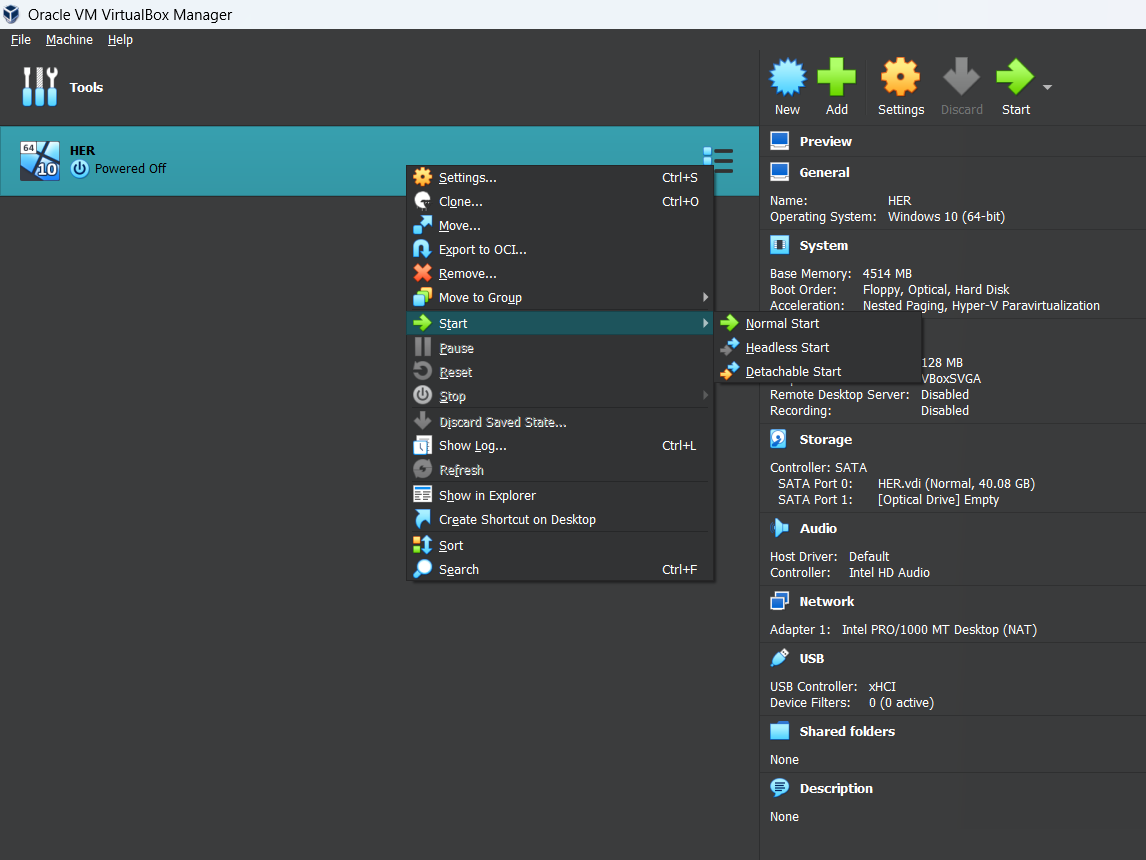 Oracle VM VirtualBox Manager
File Machine Help
Tools
New Add Settings Discard Start
64
10
HER
Powered Off
Settings... Ctrl+S
Clone... Ctrl+O
Move...
Export to OCI...
Remove...
Move to Group
Start
Pause
Reset
Stop
Discard Saved State...
Show Log... Ctrl+L
Refresh
Show in Explorer
Create Shortcut on Desktop
Sort
Search Ctrl+F
Normal Start
Headless Start
Detachable Start
Preview
General
Name: HER
Operating System: Windows 10 (64-bit)
System
Base Memory: 4514 MB
Boot Order: Floppy, Optical, Hard Disk
Acceleration: Nested Paging, Hyper-V Paravirtualization
128 MB
VBoxSVGA
Remote Desktop Server: Disabled
Recording: Disabled
Storage
Controller: SATA
SATA Port 0: HER.vdi (Normal, 40.08 GB)
SATA Port 1: [Optical Drive] Empty
Audio
Host Driver: Default
Controller: Intel HD Audio
Network
Adapter 1: Intel PRO/1000 MT Desktop (NAT)
USB
USB Controller: xHCI
Device Filters: 0 (0 active)
Shared folders
None
Description
None